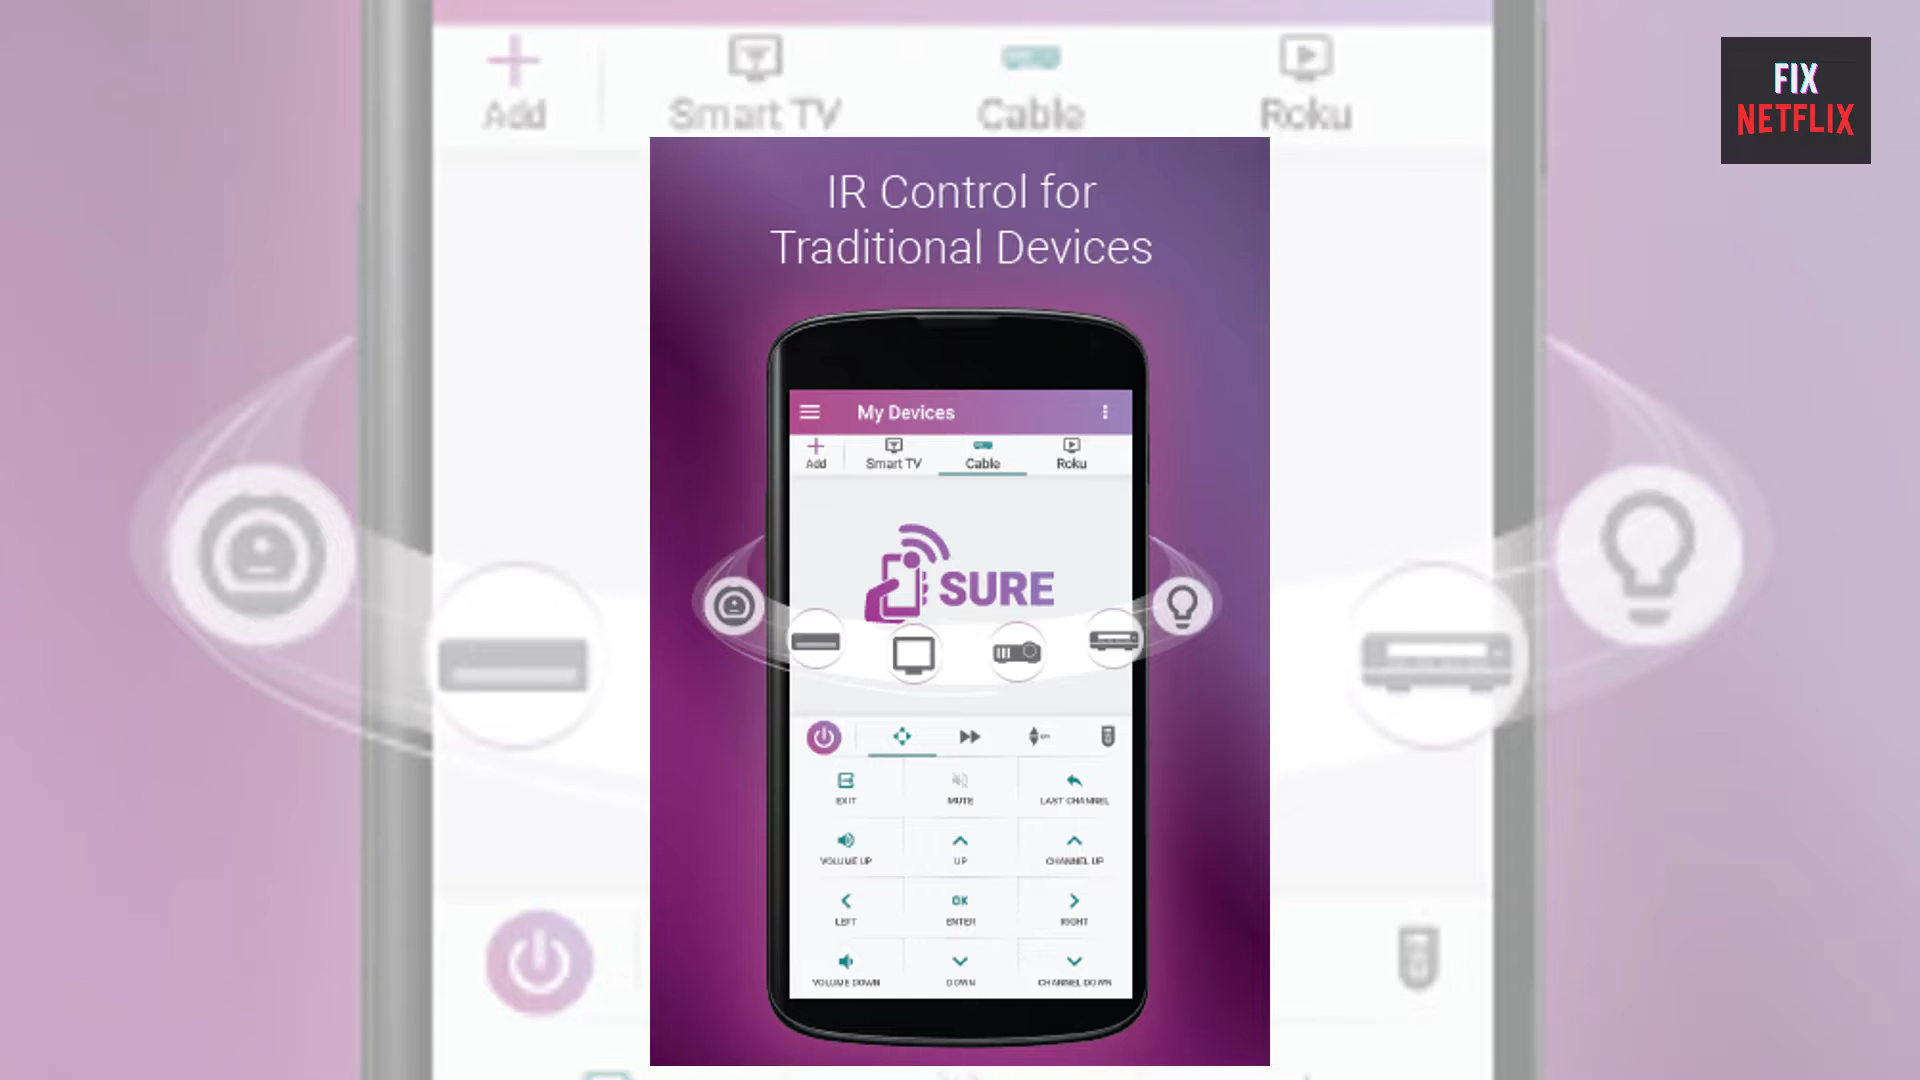 Add
Smart TV
Cable
Roku
FIX
NETFLIX
IR Control for
Traditional Devices
My Devices
Add
Smart TV
Cable
Roku
SURE
EXIT
MUTE
LAST CHANNEL
VOLUME UP
UP
CHANNEL UP
LEFT
OK
ENTER
RIGHT
VOLUME DOWN
DOWN
CHANNEL DOWN